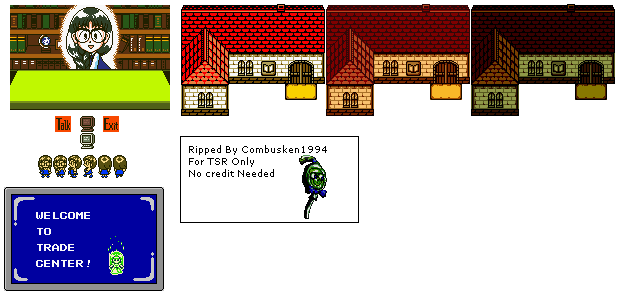 Talk
Exit
Ripped By Combusken1994
For TSR Only
No credit Needed
WELCOME
TO
TRADE
CENTER!